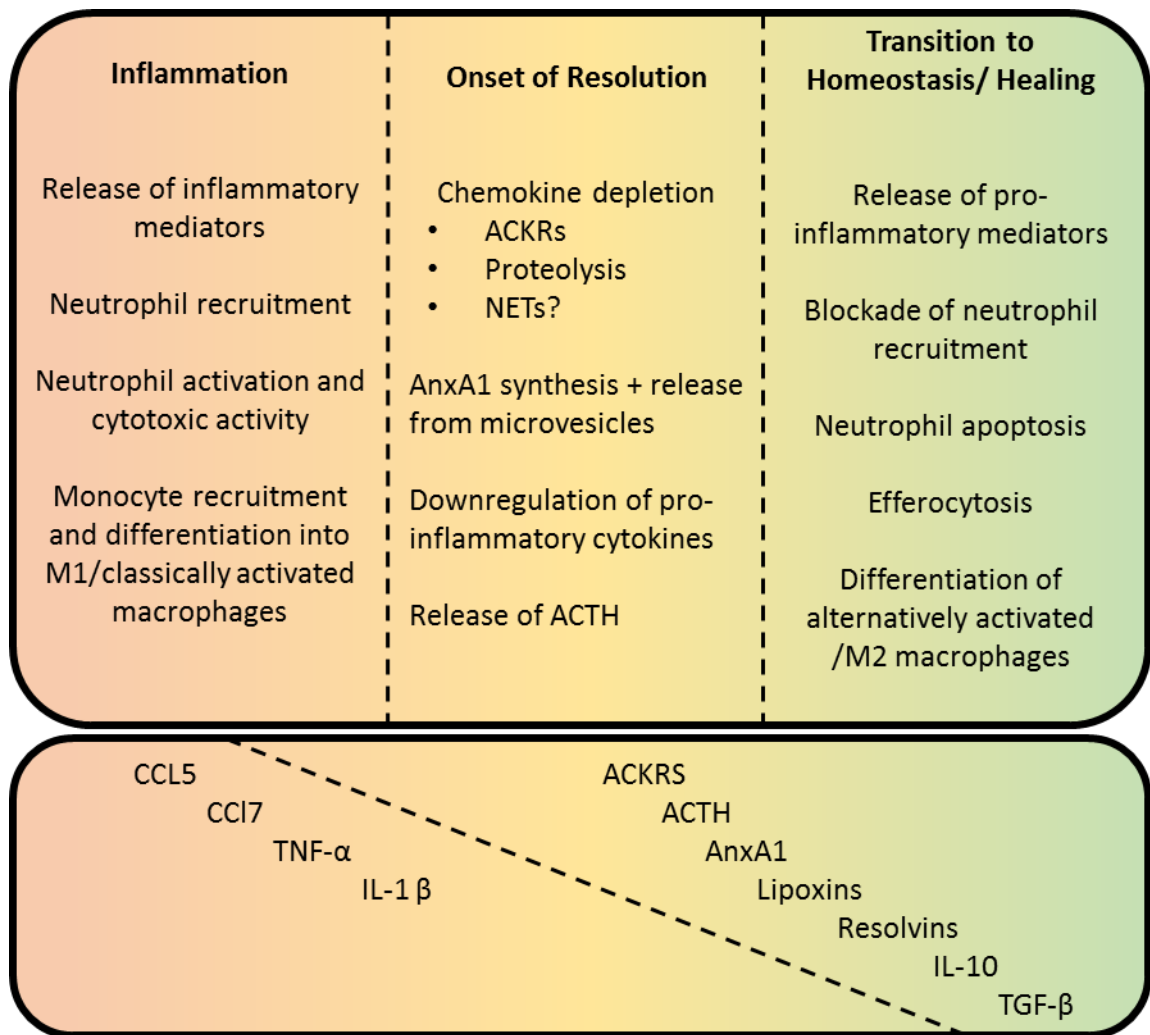 Inflammation
Release of inflammatory
mediators
Neutrophil recruitment
Neutrophil activation and
cytotoxic activity
Monocyte recruitment
and differentiation into
M1/classically activated
macrophages
Onset of Resolution
Chemokine depletion
• ACKRs
• Proteolysis
• NETs?
AnxA1 synthesis + release
from microvesicles
Downregulation of pro-
inflammatory cytokines
Release of ACTH
Transition to
Homeostasis/ Healing
Release of pro-
inflammatory mediators
Blockade of neutrophil
recruitment
Neutrophil apoptosis
Efferocytosis
Differentiation of
alternatively activated
/M2 macrophages
CCL5
CCl7
TNF-α
IL-1 β
ACKRS
ACTH
AnxA1
Lipoxins
Resolvins
IL-10
TGF-β